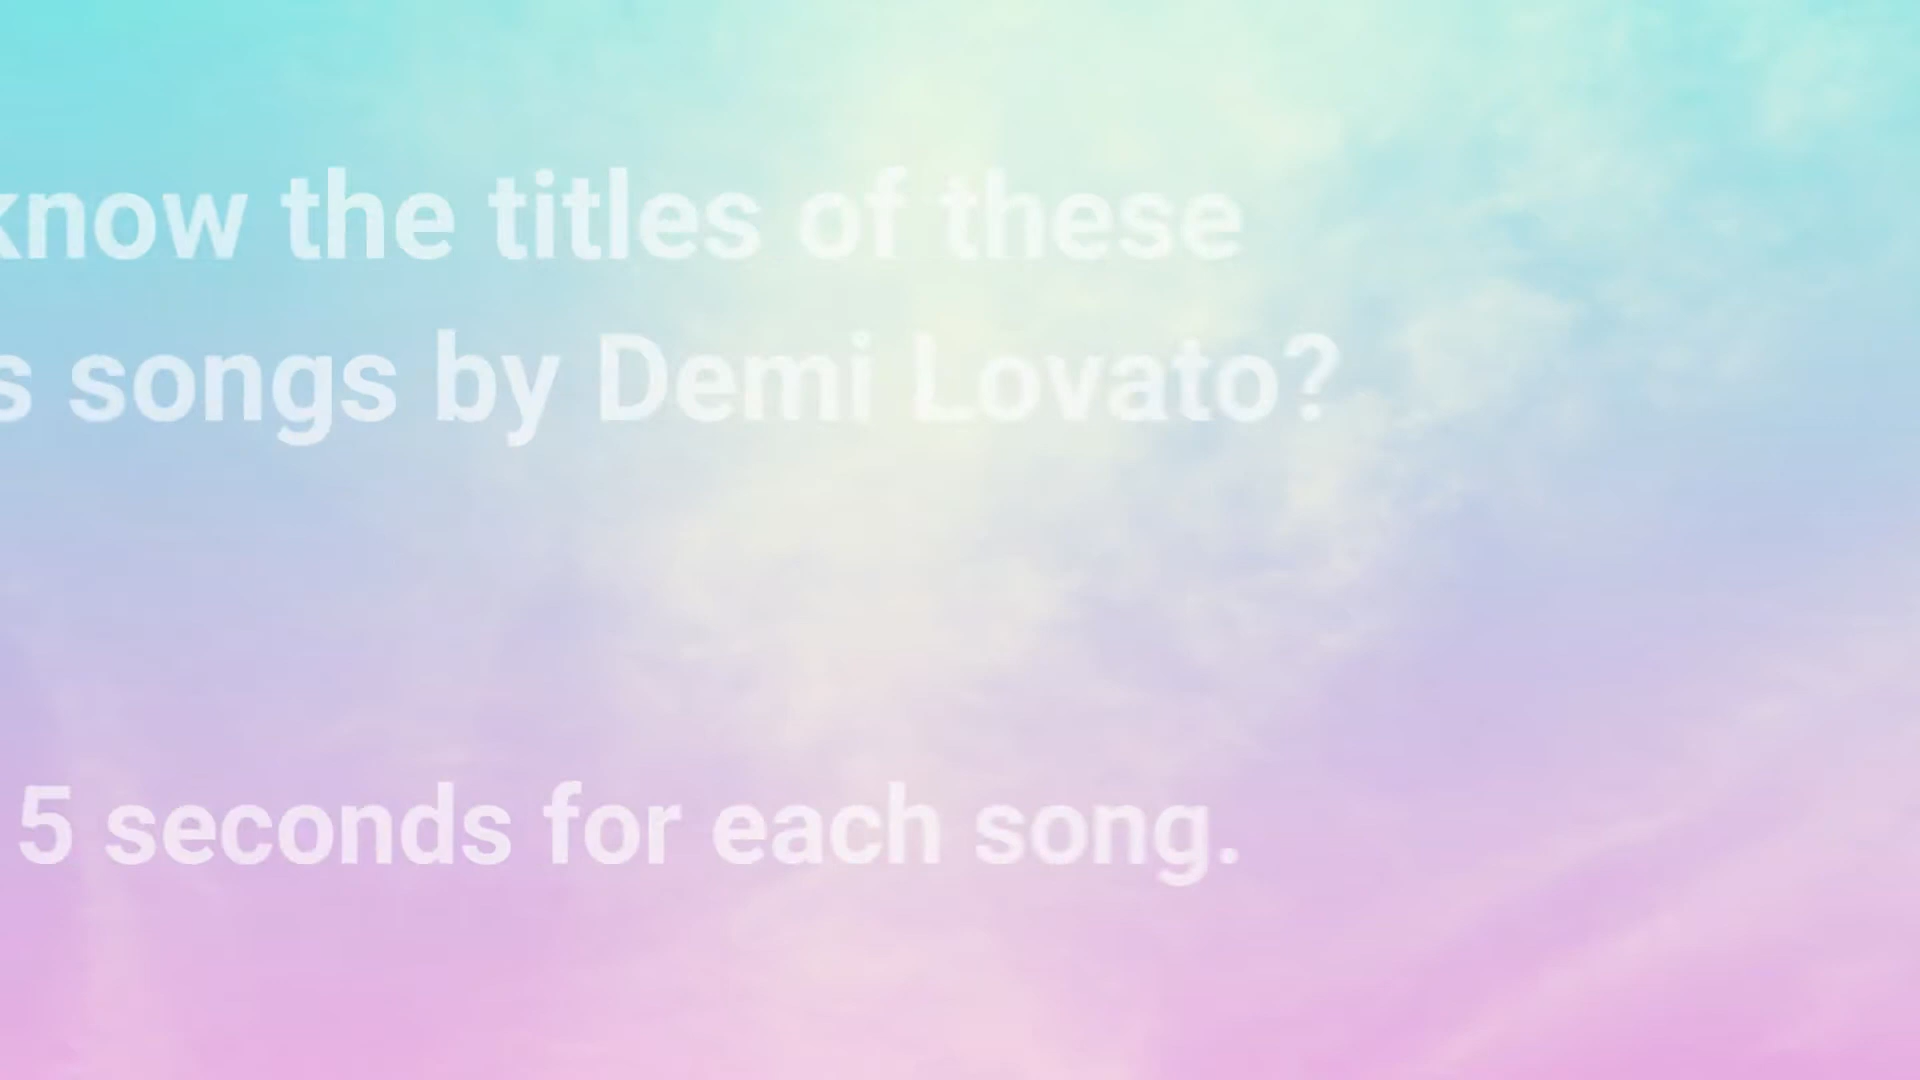 know the titles of these
s songs by Demi Lovato?
5 seconds for each song.